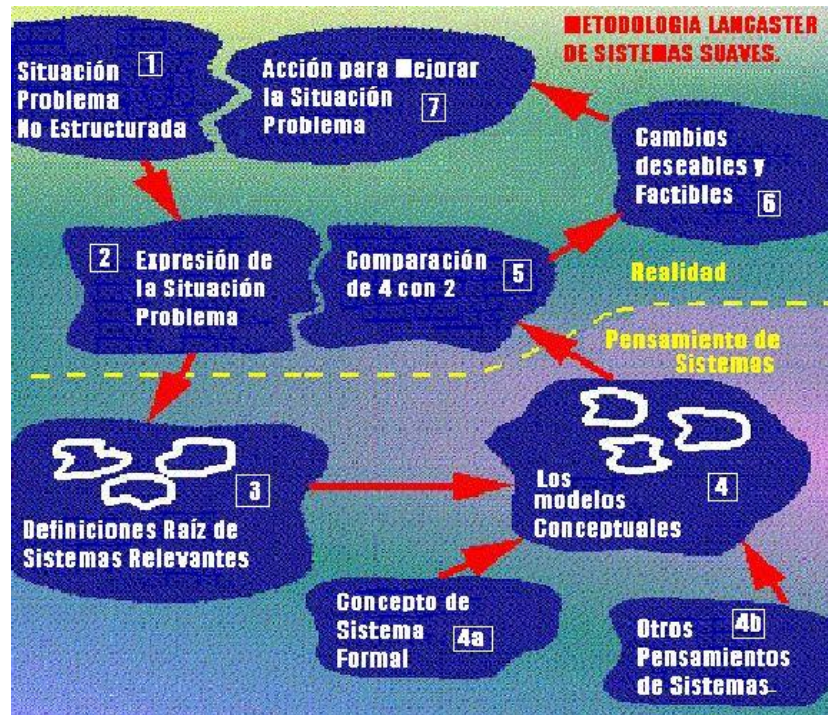 METODOLOGIA LANCASTER
DE SISTEMAS SUAVES.
Situación 1
Problema
No Estructurada
Acción para Mejorar
la Situación
Problema 7
Cambios
deseables y
Factibles
6
2 Expresión de
la Situación
Problema
Comparación
de 4 con 2
5
Realidad
Pensamiento de
Sistemas
3
Definiciones Raíz de
Sistemas Relevantes
Los
modelos
Conceptuales
4
Concepto de
Sistema
Formal
4a
Otros 4b
Pensamientos
de Sistemas